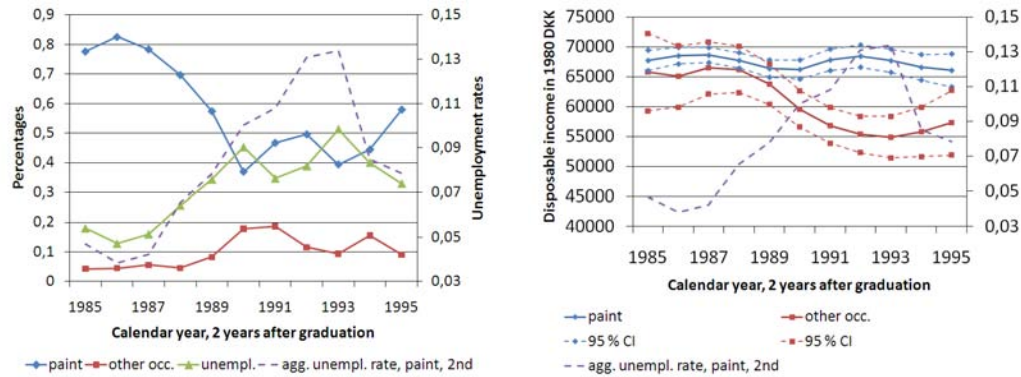 0,9
0,8
0,7
0,6
0,5
0,4
0,3
0,2
0,1
0
Percentages
0,15
0,13
0,11
0,09
0,07
0,05
0,03
Unemployment rates
1985 1987 1989 1991 1993 1995
Calendar year, 2 years after graduation
paint other occ. unempl. agg. unempl. rate, paint, 2nd
75000
70000
65000
60000
55000
50000
45000
40000
Disposable income in 1980 DKK
0,15
0,13
0,11
0,09
0,07
0,05
0,03
1985 1987 1989 1991 1993 1995
Calendar year, 2 years after graduation
paint other occ.
95 % CI 95 % CI
agg. unempl. rate, paint, 2nd